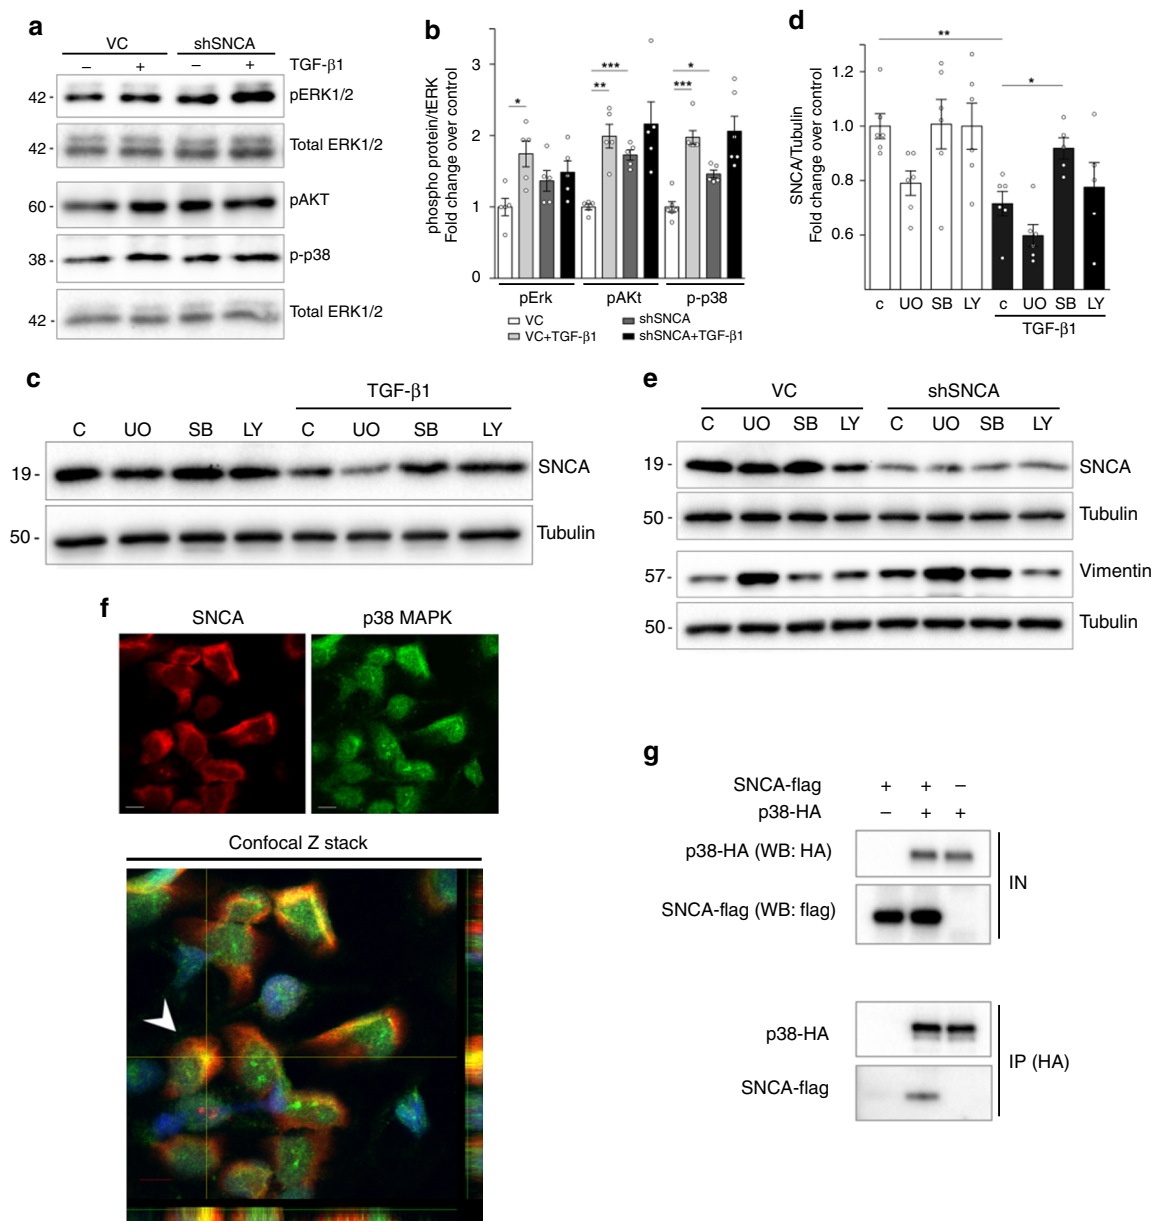 a
VC shSNCA
– + – + TGF-β1
42 - pERK1/2
42 - Total ERK1/2
60 - pAKT
38 - p-p38
42 - Total ERK1/2
b
phospho protein/tERK
Fold change over control
3
2
1
0
* ** *** *** *
pErk pAKt p-p38
VC shSNCA
VC+TGF-β1 shSNCA+TGF-β1
d
SNCA/Tubulin
Fold change over control
1.2
1.0
0.8
0.6
**
*
c UO SB LY c UO SB LY
TGF-β1
c
TGF-β1
C UO SB LY C UO SB LY
19 - SNCA
50 - Tubulin
e
VC shSNCA
C UO SB LY C UO SB LY
19 - SNCA
50 - Tubulin
57 - Vimentin
50 - Tubulin
f
SNCA p38 MAPK
Confocal Z stack
g
SNCA-flag + + –
p38-HA – + +
p38-HA (WB: HA)
SNCA-flag (WB: flag)
IN
p38-HA
SNCA-flag
IP (HA)